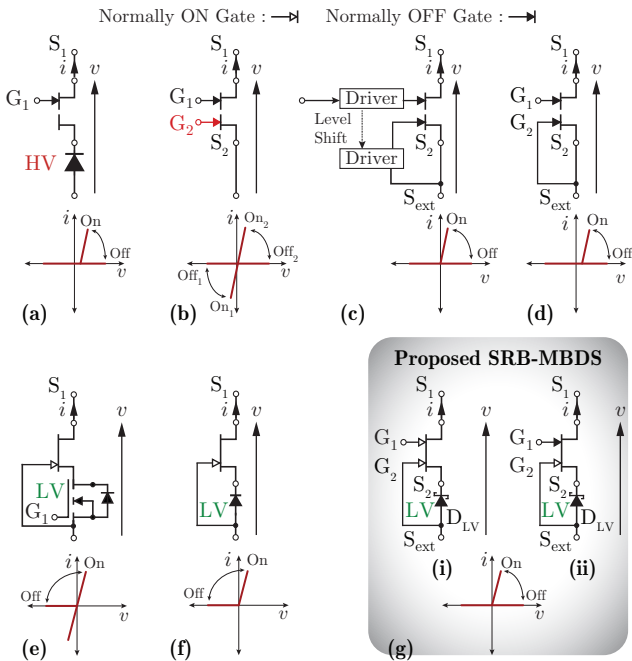 Normally ON Gate : Normally OFF Gate :
S1 i v G1 HV
S1 i v G1 G2 S2
S1 i v Driver Level Shift Driver S2 Sext
S1 i v G1 G2 S2 Sext
i On Off v
i On2 Off2 Off1 On1 v
i On Off v
i On Off v
(a) (b) (c) (d)
Proposed SRB-MBDS
S1 i v LV G1
S1 i v LV
S1 i v G1 G2 S2 LV DLV Sext (i)
S1 i v G1 G2 S2 LV DLV Sext (ii)
i On Off v
i On Off v
i On Off v
(e) (f) (g)